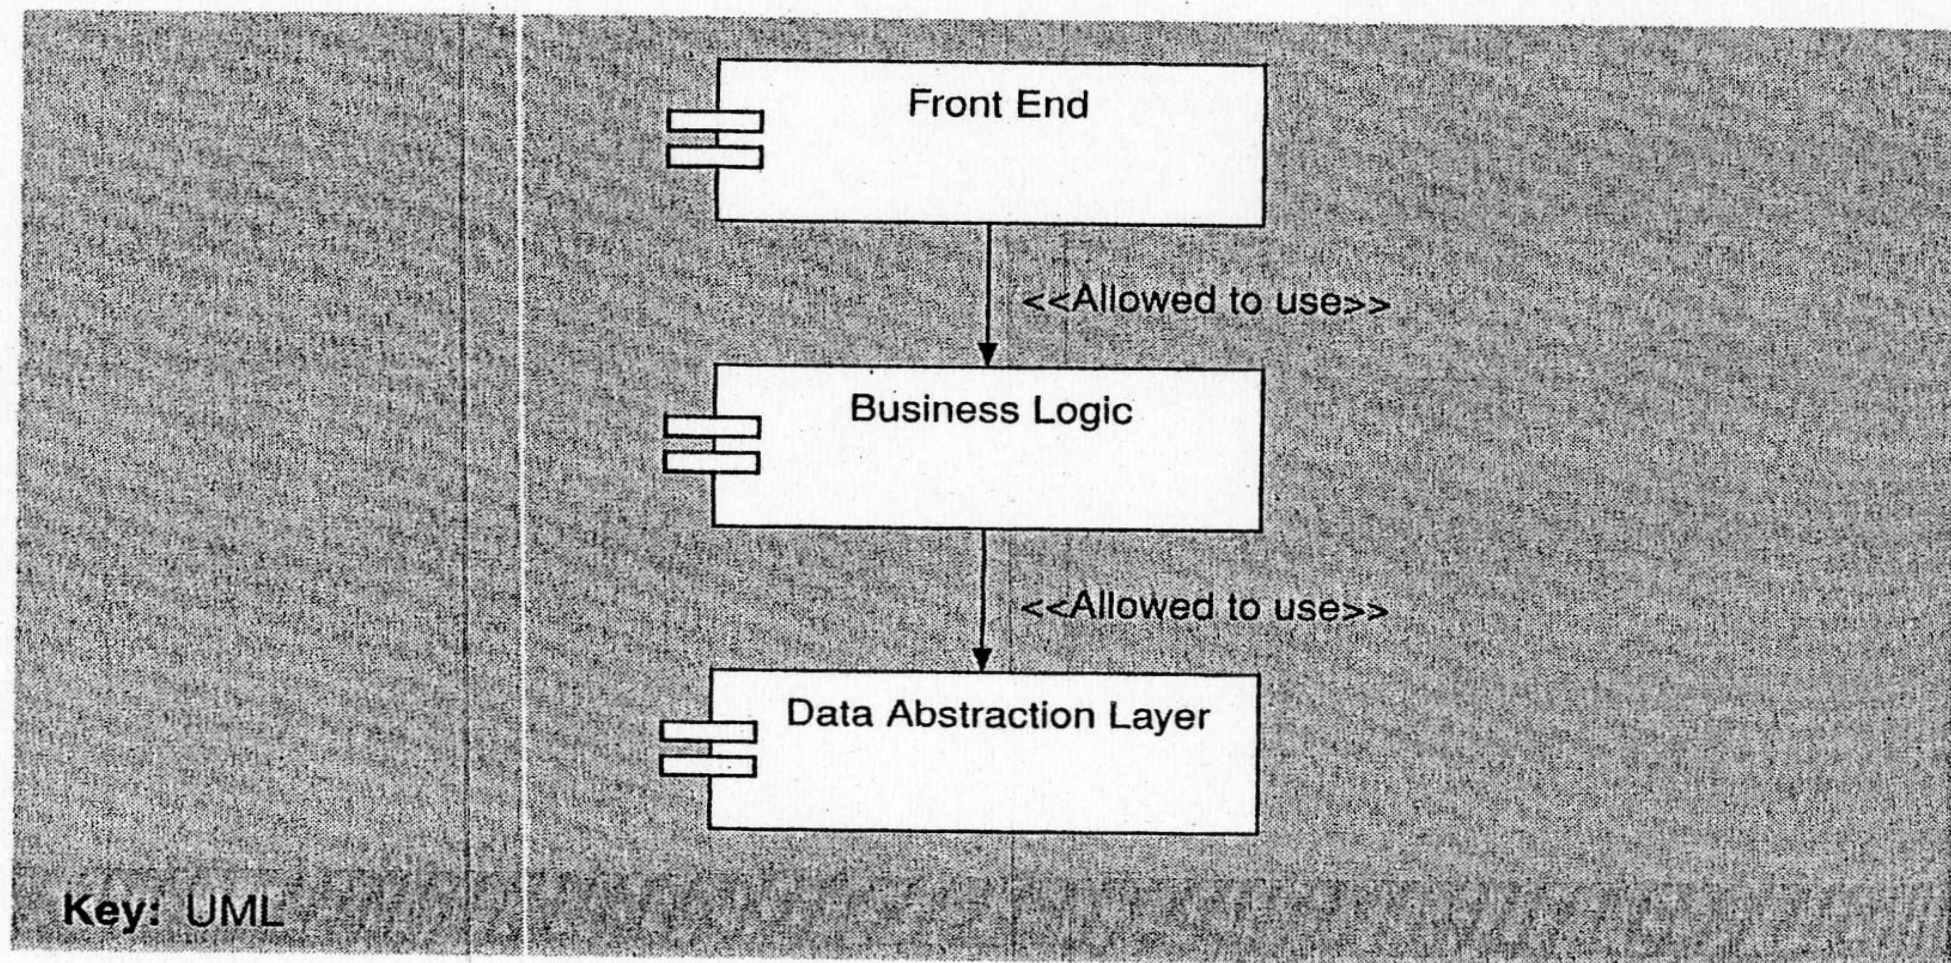 Front End
<<Allowed to use>>
Business Logic
<<Allowed to use>>
Data Abstraction Layer
Key: UML